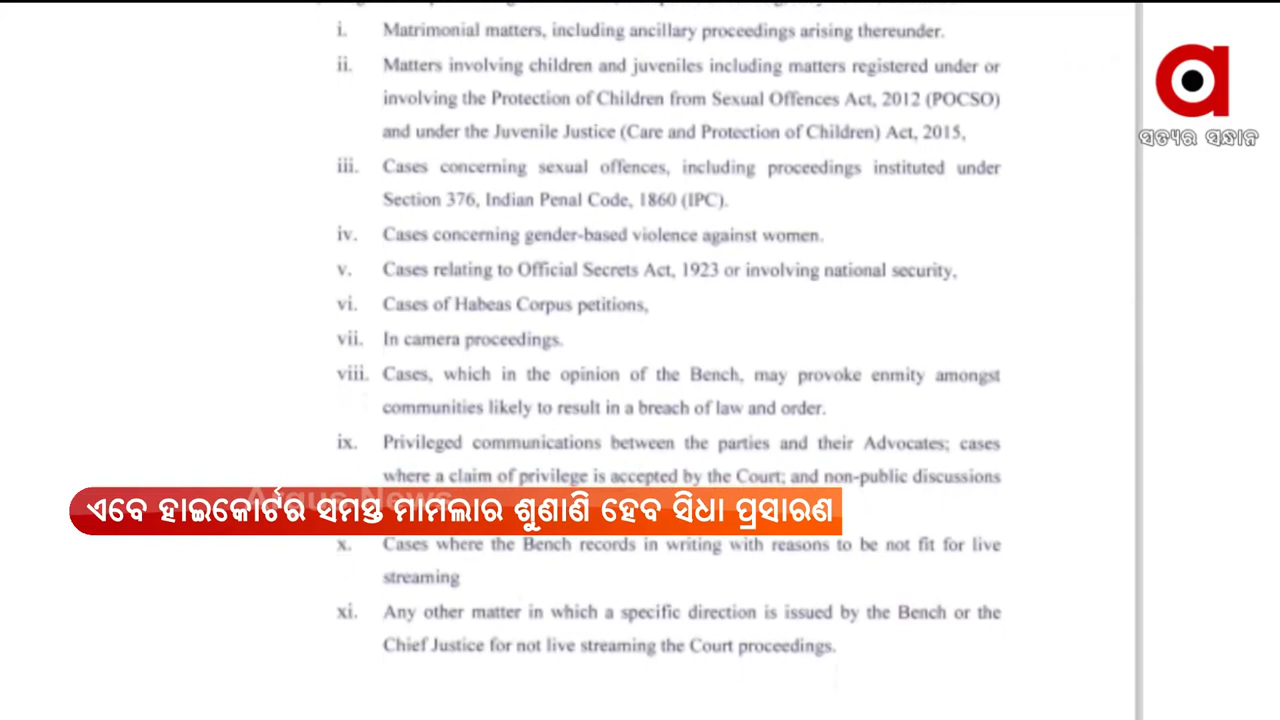 i. Matrimonial matters, including ancillary proceedings arising thereunder.
ii. Matters involving children and juveniles including matters registered under or
involving the Protection of Children from Sexual Offences Act, 2012 (POCSO)
and under the Juvenile Justice (Care and Protection of Children) Act, 2015,
ସତ୍ୟର ସନ୍ଧାନ
iii. Cases concerning sexual offences, including proceedings instituted under
Section 376, Indian Penal Code, 1860 (IPC).
iv. Cases concerning gender-based violence against women.
v. Cases relating to Official Secrets Act, 1923 or involving national security,
vi. Cases of Habeas Corpus petitions,
vii. In camera proceedings.
viii. Cases, which in the opinion of the Bench, may provoke enmity amongst
communities likely to result in a breach of law and order.
ix. Privileged communications between the parties and their Advocates; cases
where a claim of privilege is accepted by the Court; and non-public discussions
Argus News
ଏବେ ହାଇକୋର୍ଟର ସମସ୍ତ ମାମଲାର ଶୁଣାଣି ହେବ ସିଧା ପ୍ରସାରଣ
x. Cases where the Bench records in writing with reasons to be not fit for live
streaming
xi. Any other matter in which a specific direction is issued by the Bench or the
Chief Justice for not live streaming the Court proceedings.